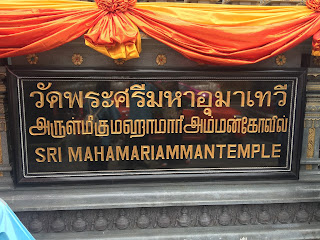 วัดพระศรีมหาอุมาเทวี
அருள்மிகு மஹாமாரி அம்மன் கோவில்
SRI MAHAMARIAMMANTEMPLE